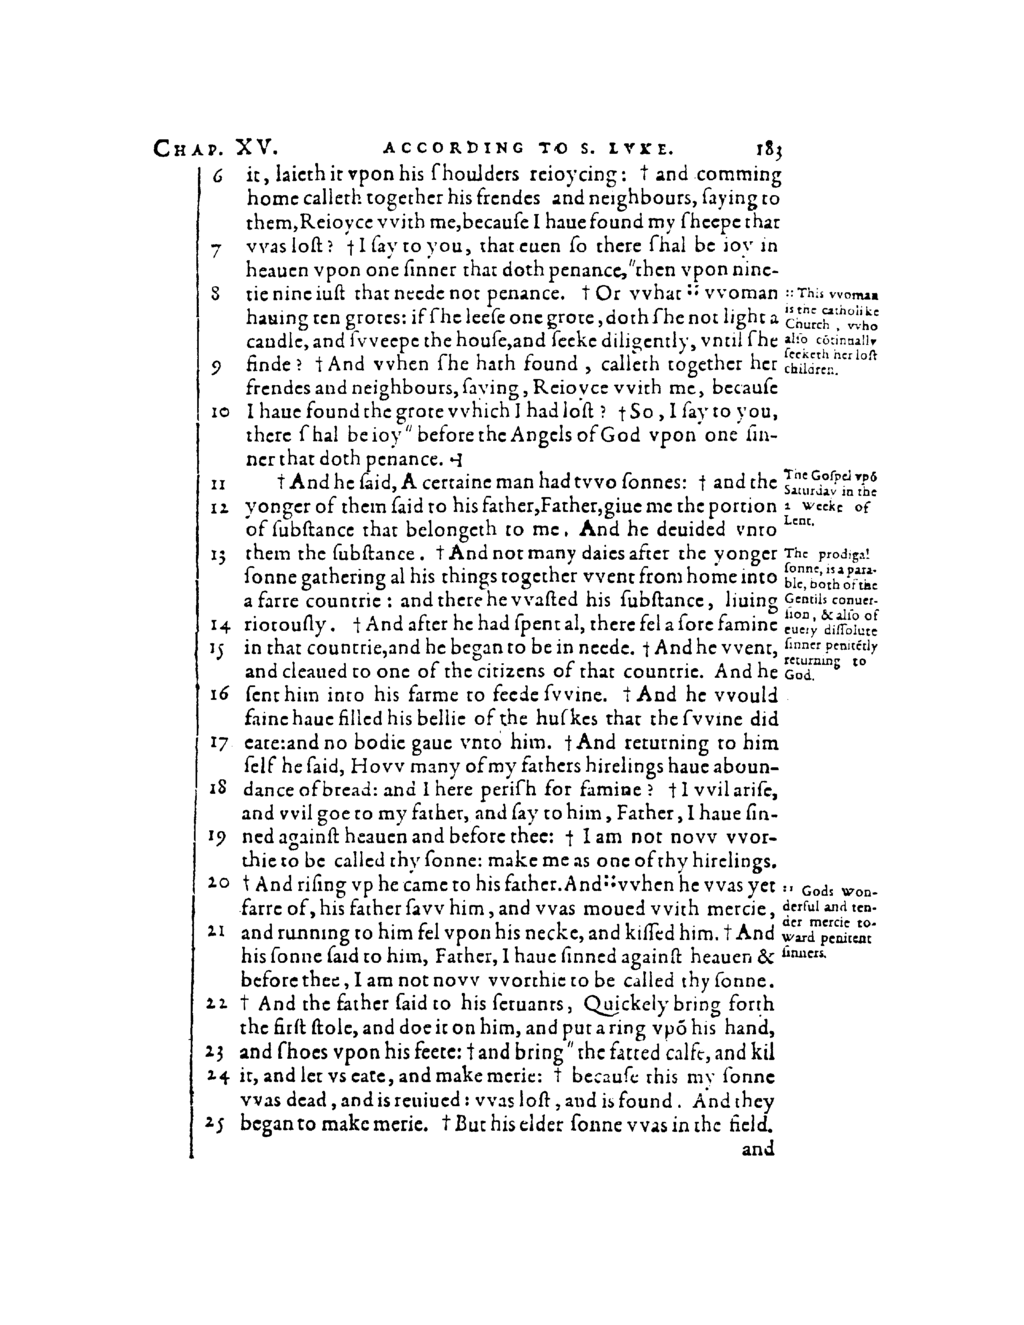 CHAP. XV. ACCORDING TO S. LVKE. 183
6 it, laieth it vpon his ſhoulders reioycing: † and comming
home calleth together his frendes and neighbours, ſaying to
them, Reioyce vvith me, becauſe I haue found my ſheepe that
7 vvas loſt? † I ſay to you, that euen ſo there ſhal be ioy in
heauen vpon one ſinner that doth penance, "then vpon nine-
8 tie nine iuſt that neede not penance. † Or vvhat :: vvoman
hauing ten grotes: if ſhe leeſe one grote, doth ſhe not light a
candle, and ſvveepe the houſe, and ſeeke diligently, vntil ſhe
9 finde? † And vvhen ſhe hath found, calleth together her
frendes and neighbours, ſaying, Reioyce vvith me, becauſe
10 I haue found the grote vvhich I had loſt? † So, I ſay to you,
there ſhal be ioy " before the Angels of God vpon one ſin-
ner that doth penance. ⊣
11 † And he ſaid, A certaine man had tvvo ſonnes: † and the
12 yonger of them ſaid to his father, Father, giue me the portion
of ſubſtance that belongeth to me. And he deuided vnto
13 them the ſubſtance. † And not many daies after the yonger
ſonne gathering al his things together vvent from home into
a farre countrie: and there he vvaſted his ſubſtance, liuing
14 riotouſly. † And after he had ſpent al, there fel a ſore famine
15 in that countrie, and he began to be in neede. † And he vvent,
and cleaued to one of the citizens of that countrie. And he
16 ſent him into his farme to feede ſvvine. † And he vvould
faine haue filled his bellie of the huſkes that the ſvvine did
17 eate: and no bodie gaue vnto him. † And returning to him
ſelf he ſaid, Hovv many of my fathers hirelings haue aboun-
18 dance of bread: and I here periſh for famine? † I vvil ariſe,
and vvil goe to my father, and ſay to him, Father, I haue ſin-
19 ned againſt heauen and before thee: † I am not novv vvor-
thie to be called thy ſonne: make me as one of thy hirelings.
20 † And riſing vp he came to his father. And :: vvhen he vvas yet
farre of, his father ſavv him, and vvas moued vvith mercie,
21 and running to him fel vpon his necke, and kiſſed him. † And
his ſonne ſaid to him, Father, I haue ſinned againſt heauen &
before thee, I am not novv vvorthie to be called thy ſonne.
22 † And the father ſaid to his ſeruants, Quickely bring forth
the firſt ſtole, and doe it on him, and put a ring vpõ his hand,
23 and ſhoes vpon his feete: † and bring " the fatted calfe, and kil
24 it, and let vs eate, and make merie: † becauſe this my ſonne
vvas dead, and is reuiued: vvas loſt, and is found. And they
25 began to make merie. † But his elder ſonne vvas in the field.
and
:: This vvoman
is the catholike
Church, vvho
alſo cõtinnally
ſeeketh her loſt
children.
The Goſpel vpõ
Saturday in the
2 weeke of
Lent.
The prodigal
ſonne, is a para-
ble, both of the
Gentils conuer-
ſion, & alſo of
euery diſſolute
ſinner penitẽtly
returning to
God.
:: Gods won-
derful and ten-
der mercie to-
ward penitent
ſinners.